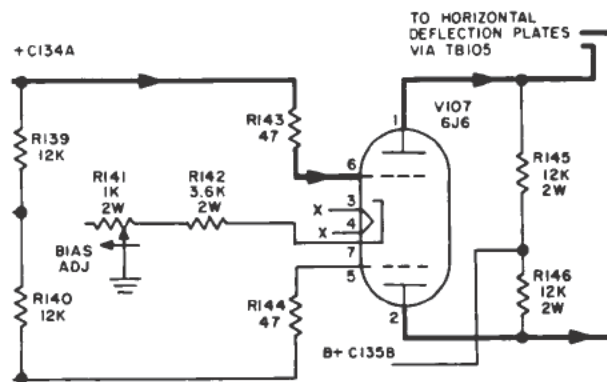 TO HORIZONTAL
DEFLECTION PLATES
VIA TB105
+C134A
R139
12K
R143
47
V107
6J6
1
6
R141
1K
2W
R142
3.6K
2W
X
3
X
4
7
5
BIAS
ADJ
R145
12K
2W
R140
12K
R144
47
2
R146
12K
2W
B+ C135B